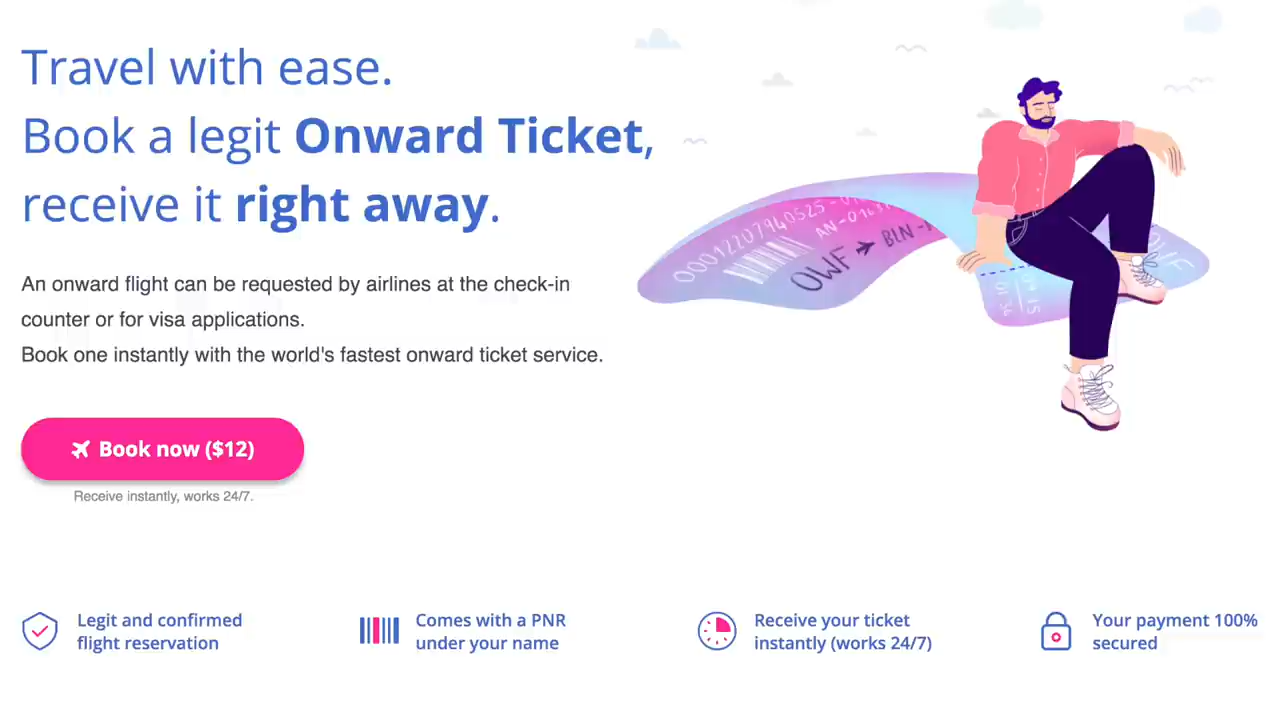 Travel with ease.
Book a legit Onward Ticket,
receive it right away.
An onward flight can be requested by airlines at the check-in
counter or for visa applications.
Book one instantly with the world's fastest onward ticket service.
Book now ($12)
Receive instantly, works 24/7.
0001220794052S
OWF
BLN
OWF
Legit and confirmed
flight reservation
Comes with a PNR
under your name
Receive your ticket
instantly (works 24/7)
Your payment 100%
secured